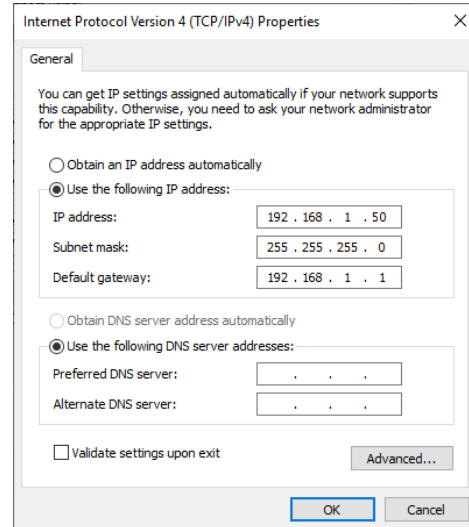 Internet Protocol Version 4 (TCP/IPv4) Properties
General
You can get IP settings assigned automatically if your network supports
this capability. Otherwise, you need to ask your network administrator
for the appropriate IP settings.
Obtain an IP address automatically
Use the following IP address:
IP address: 192 . 168 . 1 . 50
Subnet mask: 255 . 255 . 255 . 0
Default gateway: 192 . 168 . 1 . 1
Obtain DNS server address automatically
Use the following DNS server addresses:
Preferred DNS server: . . .
Alternate DNS server: . . .
Validate settings upon exit
Advanced...
OK Cancel